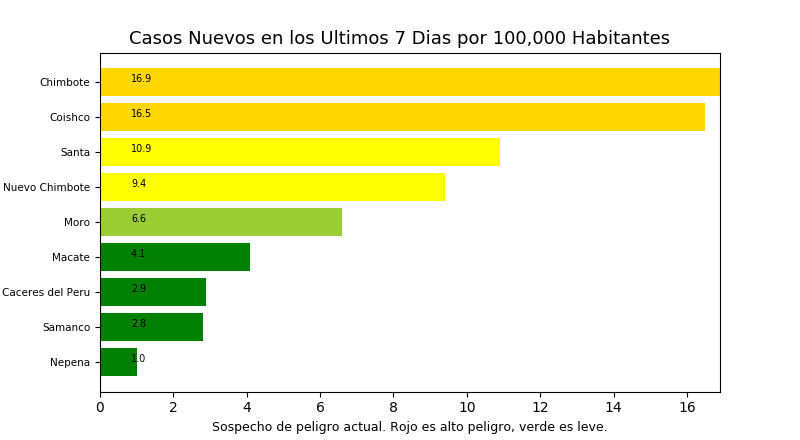 Casos Nuevos en los Ultimos 7 Dias por 100,000 Habitantes
Chimbote 16.9
Coishco 16.5
Santa 10.9
Nuevo Chimbote 9.4
Moro 6.6
Macate 4.1
Caceres del Peru 2.9
Samanco 2.8
Nepena 1.0
0 2 4 6 8 10 12 14 16
Sospecho de peligro actual. Rojo es alto peligro, verde es leve.